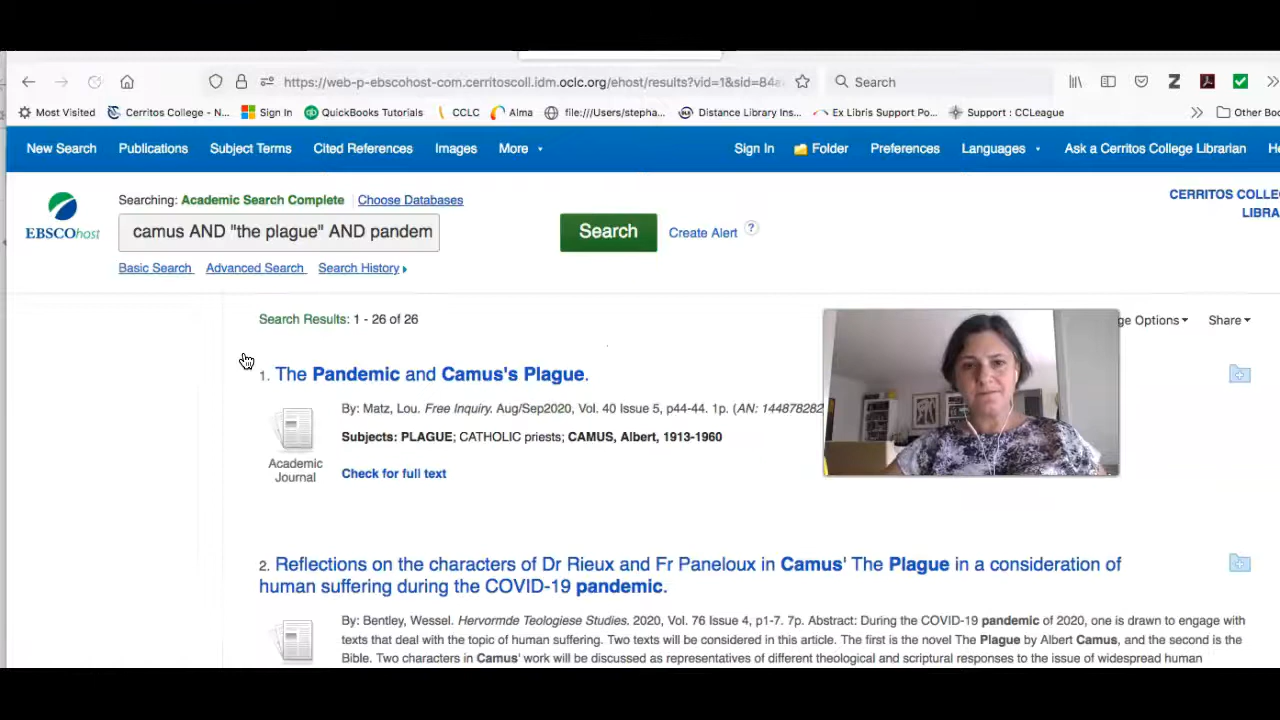 https://web-p-ebscohost-com.cerritoscoll.idm.oclc.org/ehost/results?vid=1&sid=84a
Search
Most Visited
Cerritos College - N...
Sign In
QuickBooks Tutorials
CCLC
Alma
file:///Users/stepha...
Distance Library Ins...
Ex Libris Support Po...
Support : CCLeague
Other Boo
New Search
Publications
Subject Terms
Cited References
Images
More
Sign In
Folder
Preferences
Languages
Ask a Cerritos College Librarian
He
Searching: Academic Search Complete
Choose Databases
CERRITOS COLLE
LIBRA
EBSCOhost
camus AND "the plague" AND pandem
Search
Create Alert
?
Basic Search
Advanced Search
Search History
Search Results: 1 - 26 of 26
ge Options
Share
1. The Pandemic and Camus's Plague.
By: Matz, Lou. Free Inquiry. Aug/Sep2020, Vol. 40 Issue 5, p44-44. 1p. (AN: 144878282
Subjects: PLAGUE; CATHOLIC priests; CAMUS, Albert, 1913-1960
Academic
Journal
Check for full text
2. Reflections on the characters of Dr Rieux and Fr Paneloux in Camus' The Plague in a consideration of
human suffering during the COVID-19 pandemic.
By: Bentley, Wessel. Hervormde Teologiese Studies. 2020, Vol. 76 Issue 4, p1-7. 7p. Abstract: During the COVID-19 pandemic of 2020, one is drawn to engage with
texts that deal with the topic of human suffering. Two texts will be considered in this article. The first is the novel The Plague by Albert Camus, and the second is the
Bible. Two characters in Camus' work will be discussed as representatives of different theological and scriptural responses to the issue of widespread human